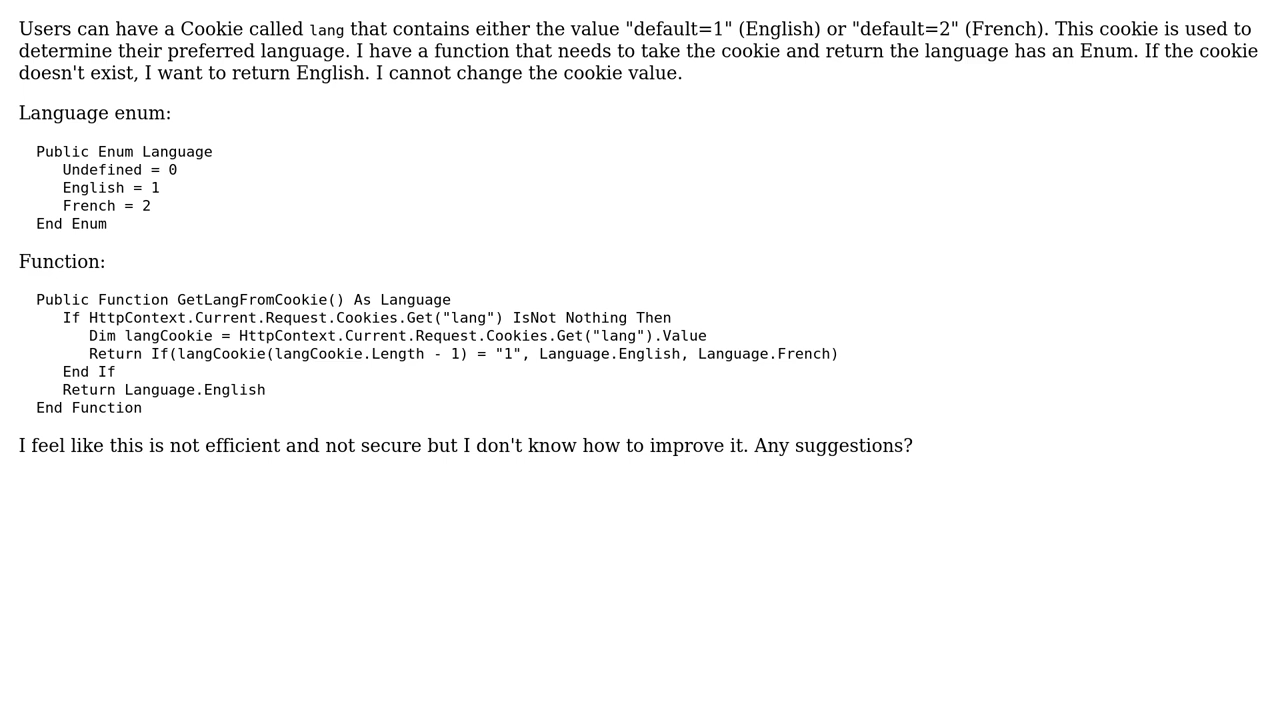 Users can have a Cookie called lang that contains either the value "default=1" (English) or "default=2" (French). This cookie is used to
determine their preferred language. I have a function that needs to take the cookie and return the language has an Enum. If the cookie
doesn't exist, I want to return English. I cannot change the cookie value.
Language enum:
Public Enum Language
Undefined = 0
English = 1
French = 2
End Enum
Function:
Public Function GetLangFromCookie() As Language
If HttpContext.Current.Request.Cookies.Get("lang") IsNot Nothing Then
Dim langCookie = HttpContext.Current.Request.Cookies.Get("lang").Value
Return If(langCookie(langCookie.Length - 1) = "1", Language.English, Language.French)
End If
Return Language.English
End Function
I feel like this is not efficient and not secure but I don't know how to improve it. Any suggestions?